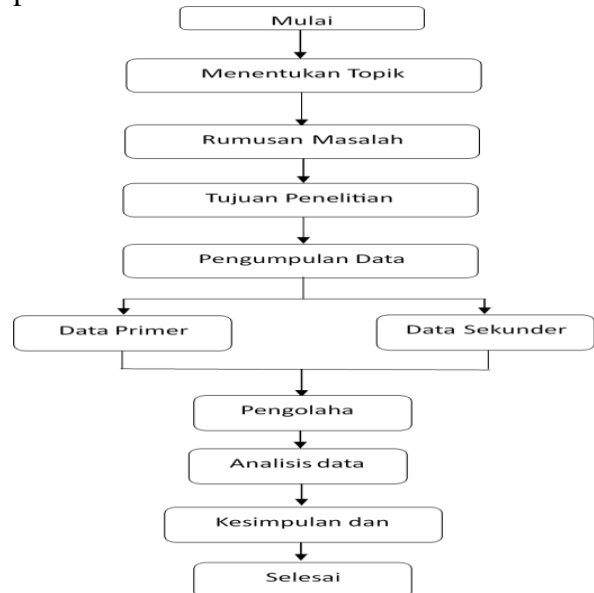 Mulai
Menentukan Topik
Rumusan Masalah
Tujuan Penelitian
Pengumpulan Data
Data Primer
Data Sekunder
Pengolaha
Analisis data
Kesimpulan dan
Selesai